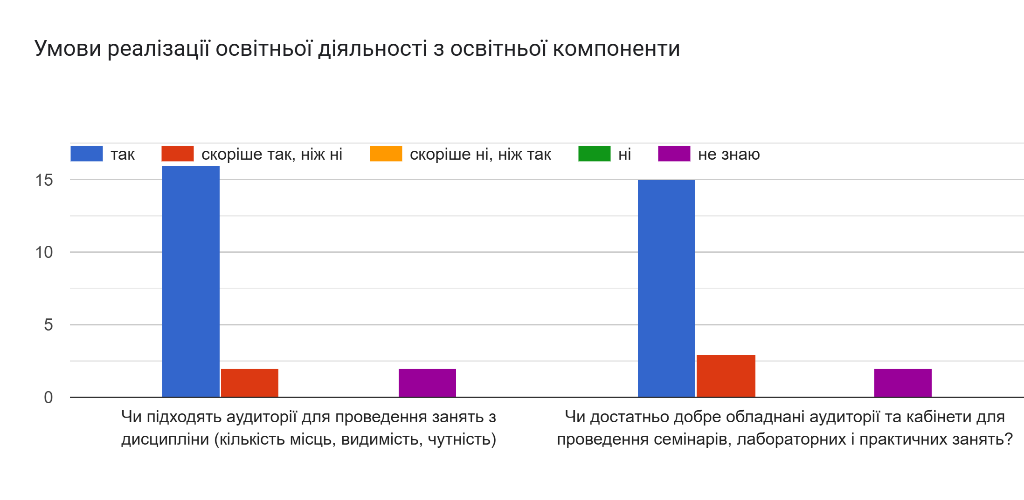 Умови реалізації освітньої діяльності з освітньої компоненти
так скоріше так, ніж ні скоріше ні, ніж так ні не знаю
15
10
5
0
Чи підходять аудиторії для проведення занять з
дисципліни (кількість місць, видимість, чутність)
Чи достатньо добре обладнані аудиторії та кабінети для
проведення семінарів, лабораторних і практичних занять?